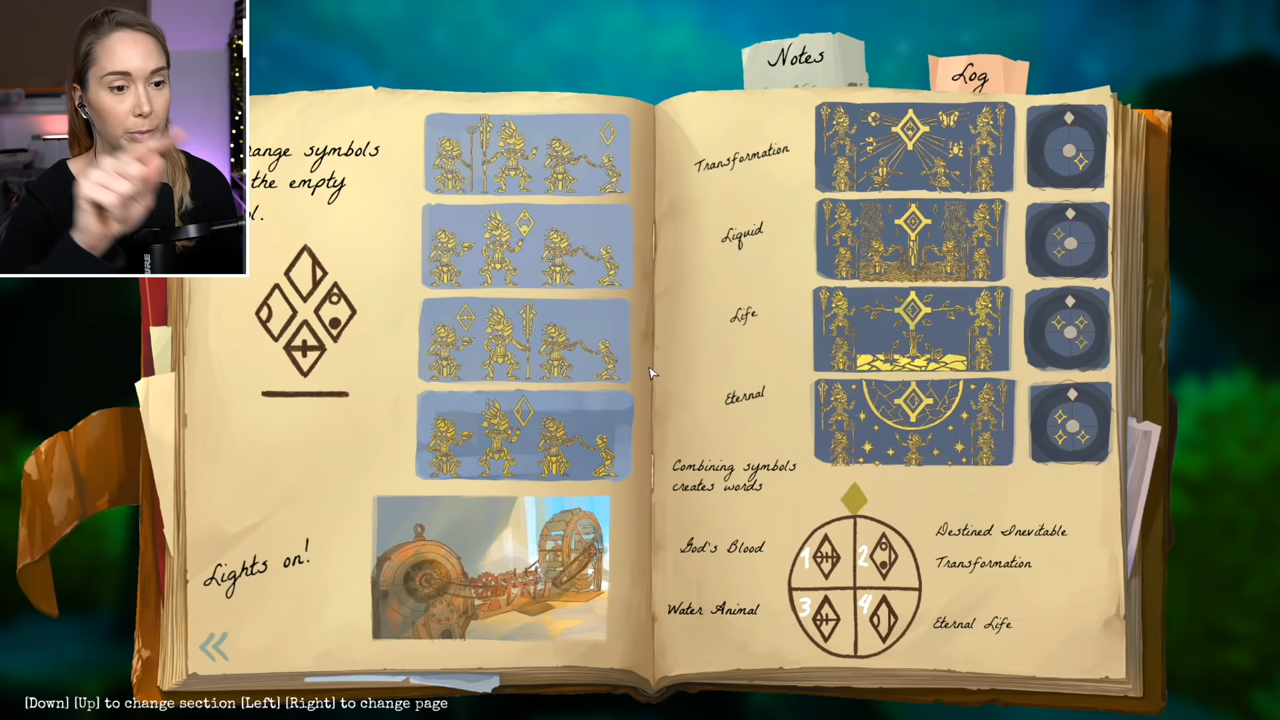 Notes
Log
range symbols
the empty
l.
Lights on!
Transformation
Liquid
Life
Eternal
Combining symbols
creates words
God's Blood
Water Animal
1
2
3
4
Destined Inevitable
Transformation
Eternal Life
[Down] [Up] to change section [Left] [Right] to change page